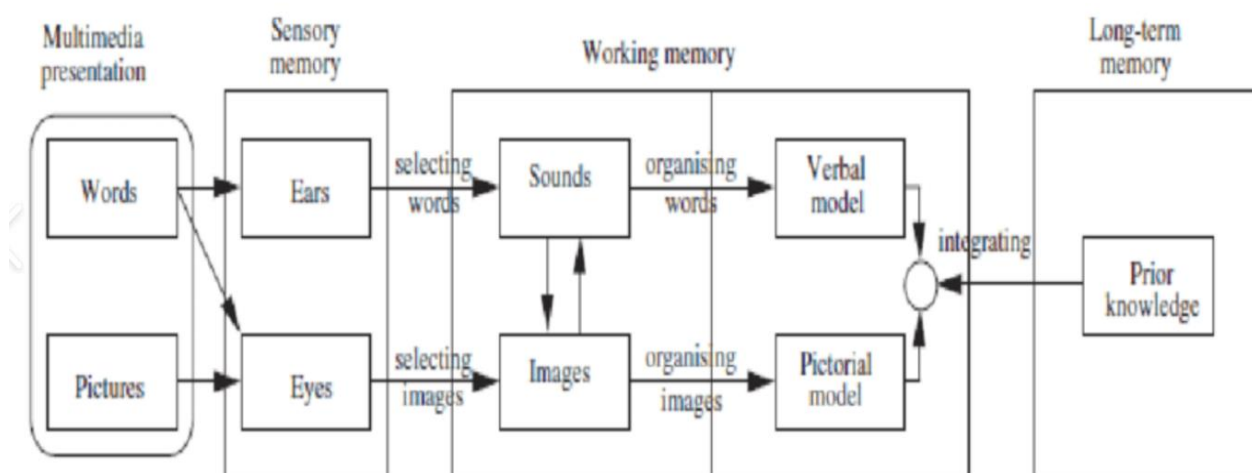 Multimedia
presentation
Sensory
memory
Working memory
Long-term
memory
Words
Ears
selecting
words
Sounds
organising
words
Verbal
model
integrating
Prior
knowledge
Pictures
Eyes
selecting
images
Images
organising
images
Pictorial
model